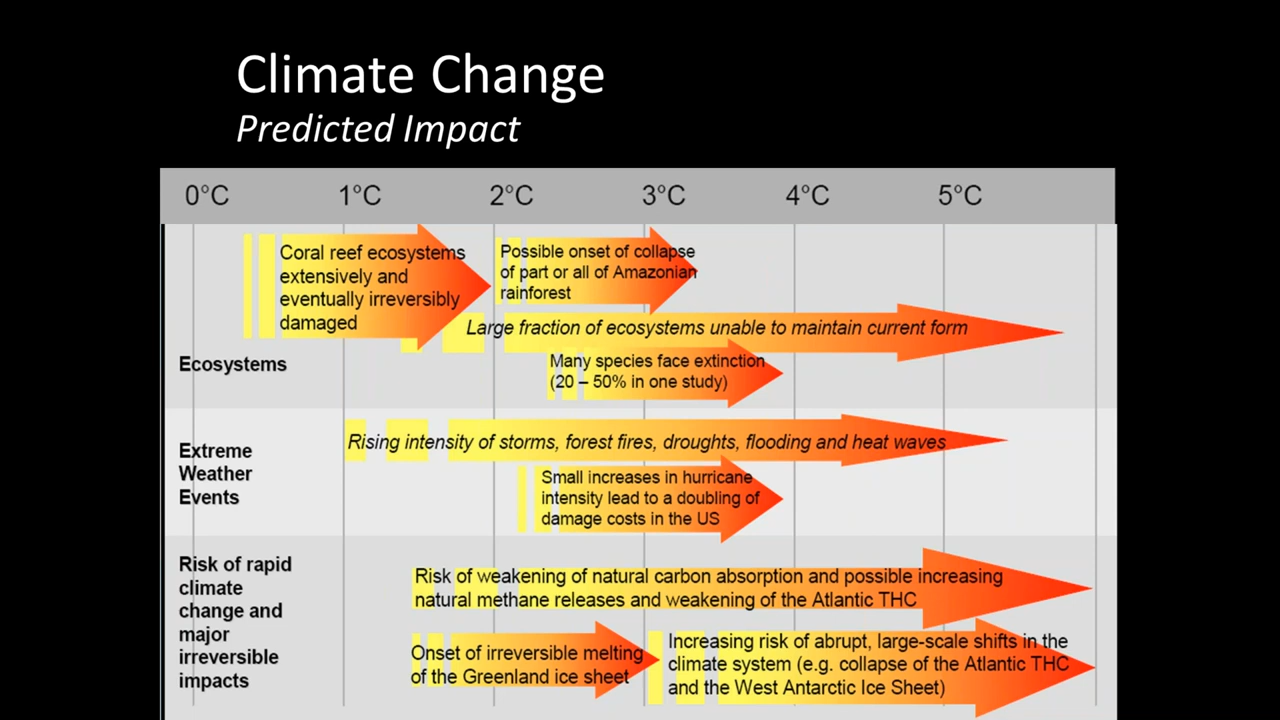 Climate Change
Predicted Impact
0°C 1°C 2°C 3°C 4°C 5°C
Coral reef ecosystems
extensively and
eventually irreversibly
damaged
Possible onset of collapse
of part or all of Amazonian
rainforest
Large fraction of ecosystems unable to maintain current form
Ecosystems
Many species face extinction
(20 – 50% in one study)
Rising intensity of storms, forest fires, droughts, flooding and heat waves
Extreme
Weather
Events
Small increases in hurricane
intensity lead to a doubling of
damage costs in the US
Risk of rapid
climate
change and
major
irreversible
impacts
Risk of weakening of natural carbon absorption and possible increasing
natural methane releases and weakening of the Atlantic THC
Onset of irreversible melting
of the Greenland ice sheet
Increasing risk of abrupt, large-scale shifts in the
climate system (e.g. collapse of the Atlantic THC
and the West Antarctic Ice Sheet)